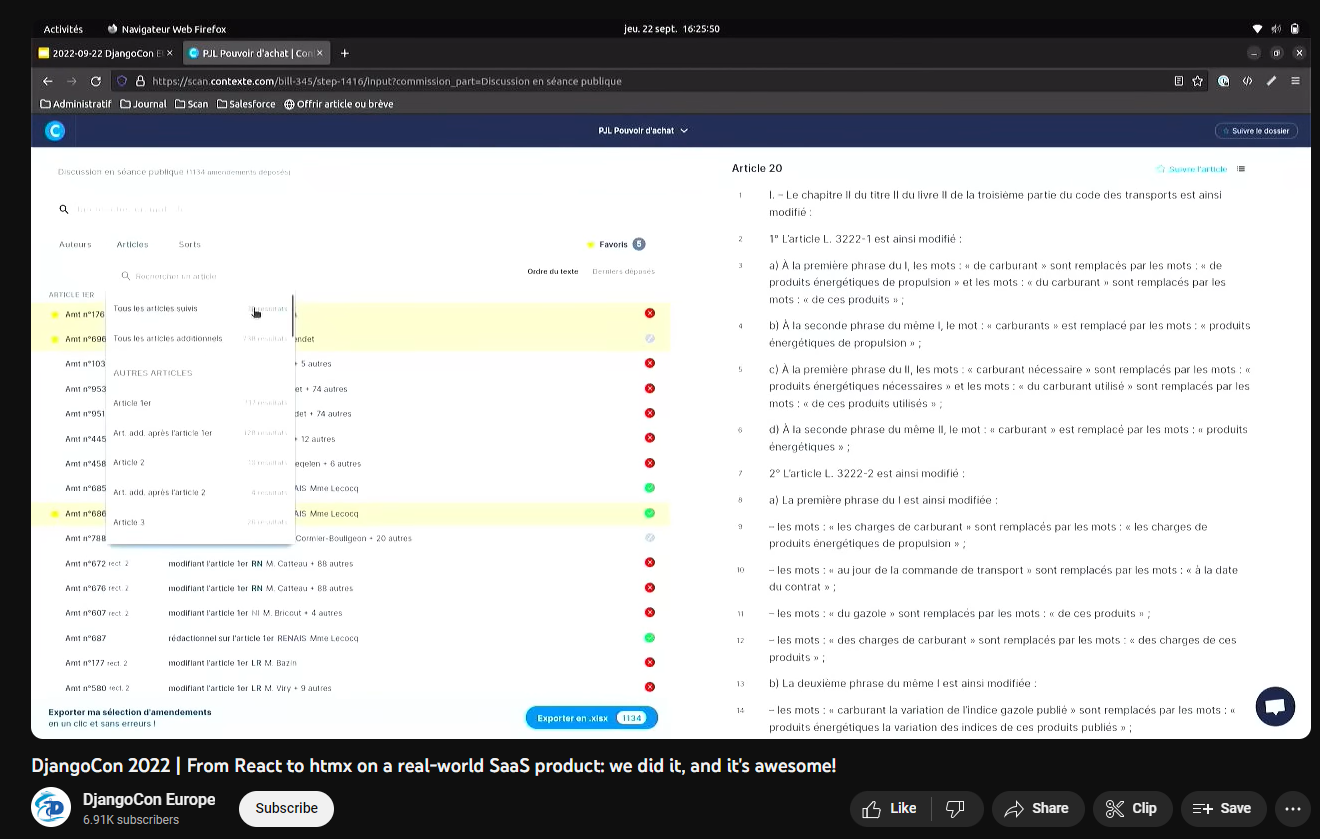 Activités
Navigateur Web Firefox
jeu. 22 sept. 16:25:50
2022-09-22 DjangoCon E
PJL Pouvoir d'achat | Con
https://scan.contexte.com/bill-345/step-1416/input?commission_part=Discussion en séance publique
Administratif
Journal
Scan
Salesforce
Offrir article ou brève
PJL Pouvoir d'achat
Suivre le dossier
Discussion en séance publique (1134 amendements déposés)
Auteurs
Articles
Sorts
Favoris 5
Rechercher un article
Ordre du texte
Derniers déposés
ARTICLE 1ER
Tous les articles suivis
résultats
Tous les articles additionnels
résultats
AUTRES ARTICLES
Article 1er
résultats
Art. add. après l'article 1er
résultats
Article 2
résultats
Art. add. après l'article 2
résultats
Article 3
résultats
Amt n°176
Amt n°696
ndet
Amt n°103
+ 5 autres
Amt n°953
et + 74 autres
Amt n°951
det + 74 autres
Amt n°445
+ 12 autres
Amt n°458
egelen + 6 autres
Amt n°685
AIS Mme Lecocq
Amt n°686
AIS Mme Lecocq
Amt n°788
Cormier-Bouligeon + 20 autres
Amt n°672 rect. 2 modifiant l'article 1er RN M. Catteau + 88 autres
Amt n°676 rect. 2 modifiant l'article 1er RN M. Catteau + 88 autres
Amt n°607 rect. 2 modifiant l'article 1er NI M. Bricout + 4 autres
Amt n°687 rédactionnel sur l'article 1er RENAIS Mme Lecocq
Amt n°177 rect. 2 modifiant l'article 1er LR M. Bazin
Amt n°580 rect. 2 modifiant l'article 1er LR M. Viry + 9 autres
Exporter ma sélection d'amendements
en un clic et sans erreurs !
Exporter en .xlsx 1134
Article 20
Suivre l'article
1 I. – Le chapitre II du titre II du livre II de la troisième partie du code des transports est ainsi
modifié :
2 1° L'article L. 3222-1 est ainsi modifié :
3 a) À la première phrase du I, les mots : « de carburant » sont remplacés par les mots : « de
produits énergétiques de propulsion » et les mots : « du carburant » sont remplacés par les
mots : « de ces produits » ;
4 b) À la seconde phrase du même I, le mot : « carburants » est remplacé par les mots : « produits
énergétiques de propulsion » ;
5 c) À la première phrase du II, les mots : « carburant nécessaire » sont remplacés par les mots : «
produits énergétiques nécessaires » et les mots : « du carburant utilisé » sont remplacés par les
mots : « de ces produits utilisés » ;
6 d) À la seconde phrase du même II, le mot : « carburant » est remplacé par les mots : « produits
énergétiques » ;
7 2° L'article L. 3222-2 est ainsi modifié :
8 a) La première phrase du I est ainsi modifiée :
9 – les mots : « les charges de carburant » sont remplacés par les mots : « les charges de
produits énergétiques de propulsion » ;
10 – les mots : « au jour de la commande de transport » sont remplacés par les mots : « à la date
du contrat » ;
11 – les mots : « du gazole » sont remplacés par les mots : « de ces produits » ;
12 – les mots : « des charges de carburant » sont remplacés par les mots : « des charges de ces
produits » ;
13 b) La deuxième phrase du même I est ainsi modifiée :
14 – les mots : « carburant la variation de l'indice gazole publié » sont remplacés par les mots : «
produits énergétiques la variation des indices de ces produits publiés » ;
DjangoCon 2022 | From React to htmx on a real-world SaaS product: we did it, and it's awesome!
DjangoCon Europe
6.91K subscribers
Subscribe
Like
Share
Clip
Save